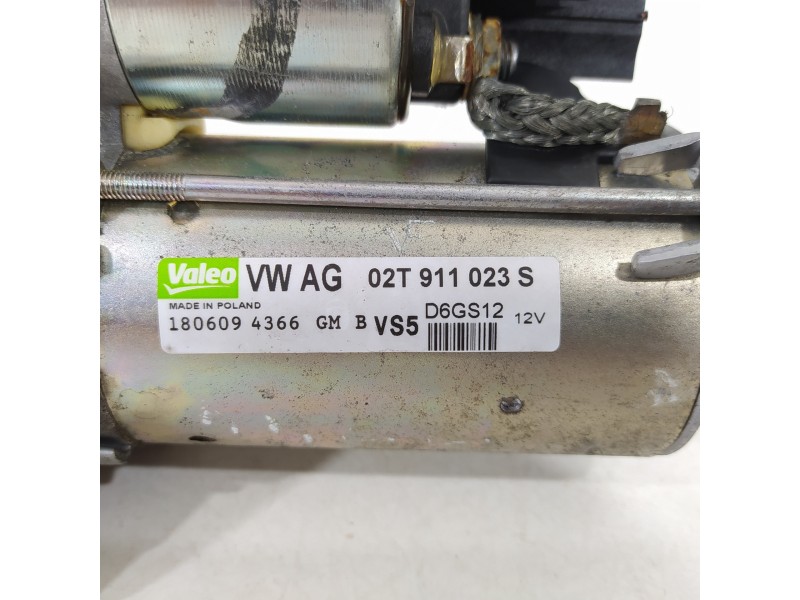 Valeo VW AG 02T 911 023 S
MADE IN POLAND
180609 4366 GM B VS5 D6GS12 12V